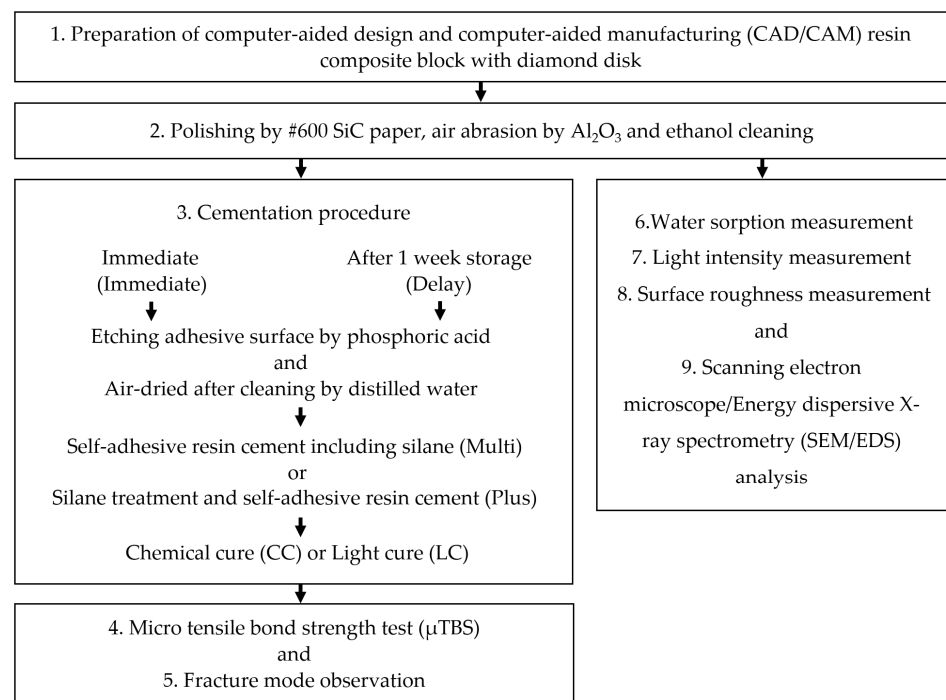 1. Preparation of computer-aided design and computer-aided manufacturing (CAD/CAM) resin
composite block with diamond disk
2. Polishing by #600 SiC paper, air abrasion by Al₂O₃ and ethanol cleaning
3. Cementation procedure
Immediate
(Immediate)
After 1 week storage
(Delay)
Etching adhesive surface by phosphoric acid
and
Air-dried after cleaning by distilled water
Self-adhesive resin cement including silane (Multi)
or
Silane treatment and self-adhesive resin cement (Plus)
Chemical cure (CC) or Light cure (LC)
4. Micro tensile bond strength test (μTBS)
and
5. Fracture mode observation
6.Water sorption measurement
7. Light intensity measurement
8. Surface roughness measurement
and
9. Scanning electron
microscope/Energy dispersive X-
ray spectrometry (SEM/EDS)
analysis